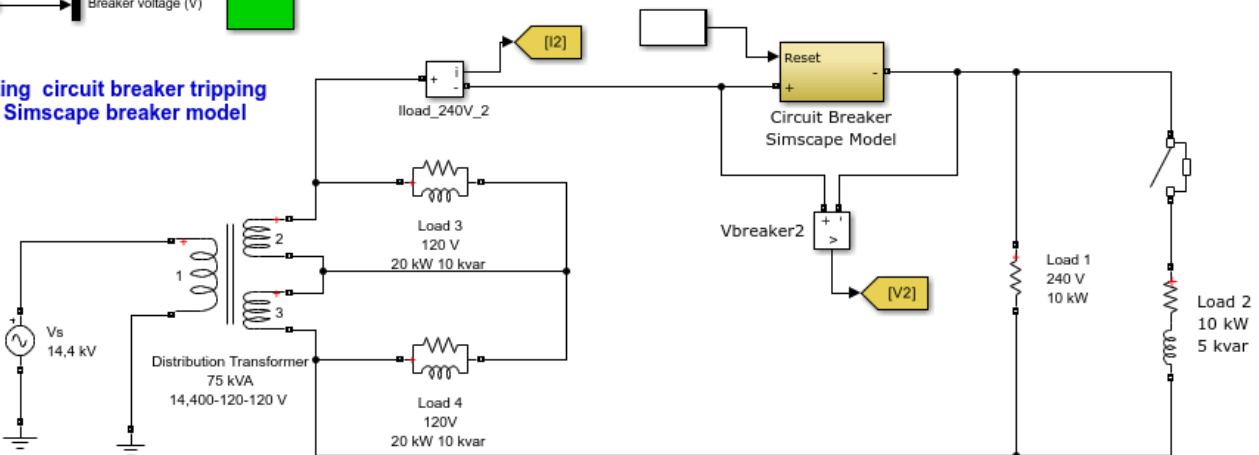 Breaker voltage (V)
ing circuit breaker tripping
Simscape breaker model
[I2]
i
+
-
Iload_240V_2
Reset
-
+
Circuit Breaker
Simscape Model
Load 3
120 V
20 kW 10 kvar
+ -
v
Vbreaker2
[V2]
Load 1
240 V
10 kW
Load 2
10 kW
5 kvar
+
1
+
2
+
3
Vs
14,4 kV
Distribution Transformer
75 kVA
14,400-120-120 V
Load 4
120V
20 kW 10 kvar